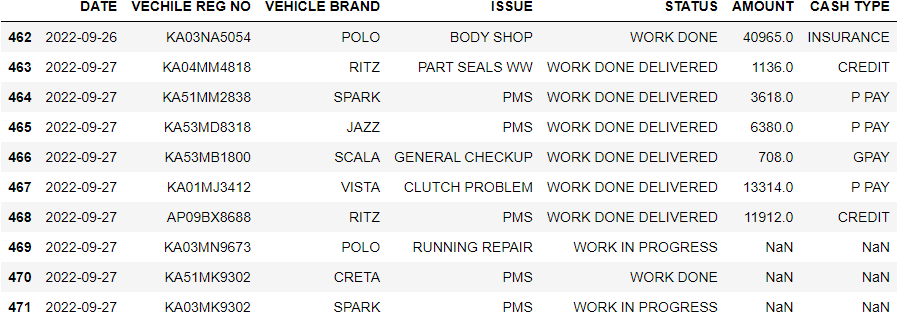 DATE VECHILE REG NO VEHICLE BRAND ISSUE STATUS AMOUNT CASH TYPE
462 2022-09-26 KA03NA5054 POLO BODY SHOP WORK DONE 40965.0 INSURANCE
463 2022-09-27 KA04MM4818 RITZ PART SEALS WW WORK DONE DELIVERED 1136.0 CREDIT
464 2022-09-27 KA51MM2838 SPARK PMS WORK DONE DELIVERED 3618.0 P PAY
465 2022-09-27 KA53MD8318 JAZZ PMS WORK DONE DELIVERED 6380.0 P PAY
466 2022-09-27 KA53MB1800 SCALA GENERAL CHECKUP WORK DONE DELIVERED 708.0 GPAY
467 2022-09-27 KA01MJ3412 VISTA CLUTCH PROBLEM WORK DONE DELIVERED 13314.0 P PAY
468 2022-09-27 AP09BX8688 RITZ PMS WORK DONE DELIVERED 11912.0 CREDIT
469 2022-09-27 KA03MN9673 POLO RUNNING REPAIR WORK IN PROGRESS NaN NaN
470 2022-09-27 KA51MK9302 CRETA PMS WORK DONE NaN NaN
471 2022-09-27 KA03MK9302 SPARK PMS WORK IN PROGRESS NaN NaN